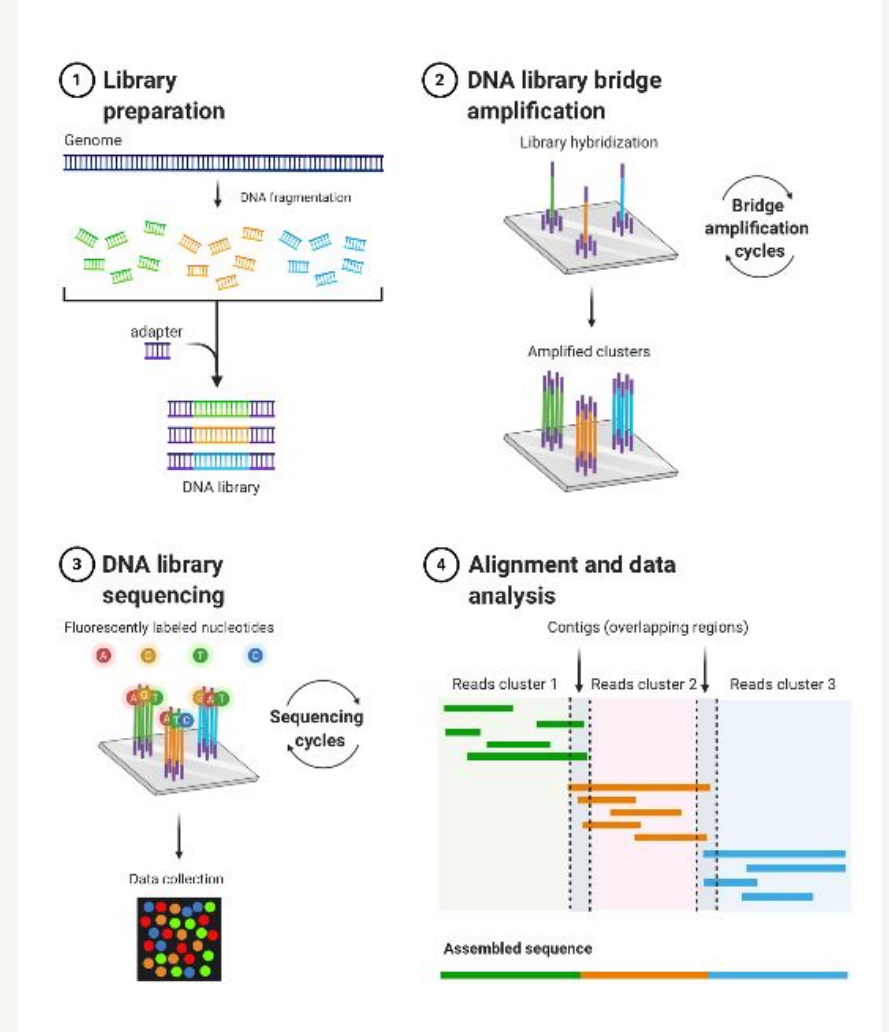 1 Library
preparation
Genome
DNA fragmentation
adapter
DNA library
2 DNA library bridge
amplification
Library hybridization
Bridge
amplification
cycles
Amplified clusters
3 DNA library
sequencing
Fluorescently labeled nucleotides
A G T C
A G T G A T
A T C
Sequencing
cycles
Data collection
4 Alignment and data
analysis
Contigs (overlapping regions)
Reads cluster 1 Reads cluster 2 Reads cluster 3
Assembled sequence